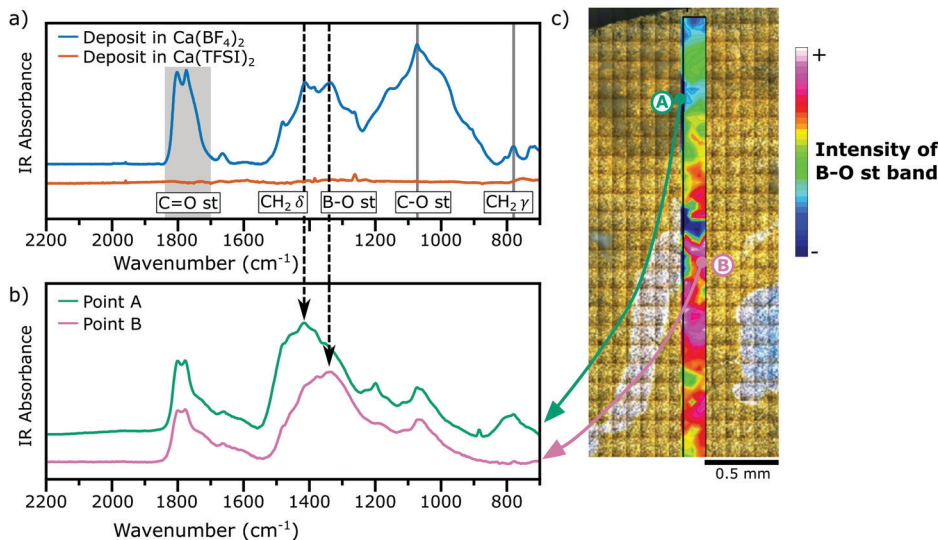 a)
Deposit in Ca(BF4)2
Deposit in Ca(TFSI)2
IR Absorbance
C=O st
CH2 δ
B-O st
C-O st
CH2 γ
2200 2000 1800 1600 1400 1200 1000 800
Wavenumber (cm-1)
b)
Point A
Point B
IR Absorbance
2200 2000 1800 1600 1400 1200 1000 800
Wavenumber (cm-1)
c)
A
B
0.5 mm
+
Intensity of
B-O st band
-